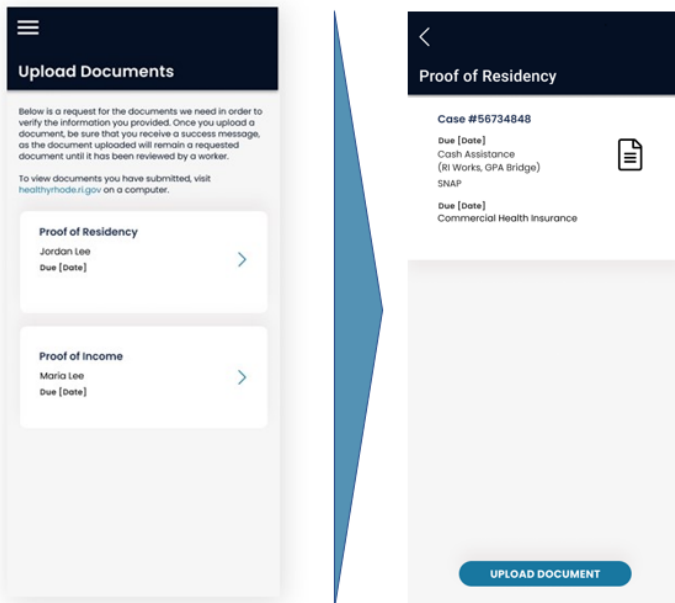 Upload Documents
Below is a request for the documents we need in order to
verify the information you provided. Once you upload a
document, be sure that you receive a success message,
as the document uploaded will remain a requested
document until it has been reviewed by a worker.
To view documents you have submitted, visit
healthyrhode.ri.gov on a computer.
Proof of Residency
Jordan Lee
Due [Date]
Proof of Income
Maria Lee
Due [Date]
Proof of Residency
Case #56734848
Due [Date]
Cash Assistance
(RI Works, GPA Bridge)
SNAP
Due [Date]
Commercial Health Insurance
UPLOAD DOCUMENT